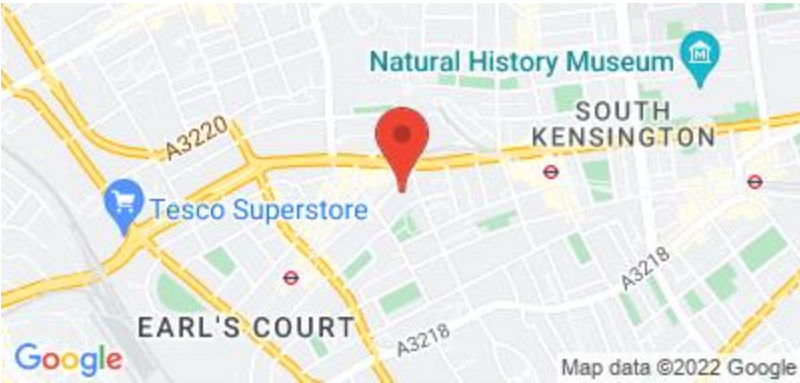 Natural History Museum
SOUTH
KENSINGTON
A3220
Tesco Superstore
A3218
EARL'S COURT
A3218
Google
Map data ©2022 Google